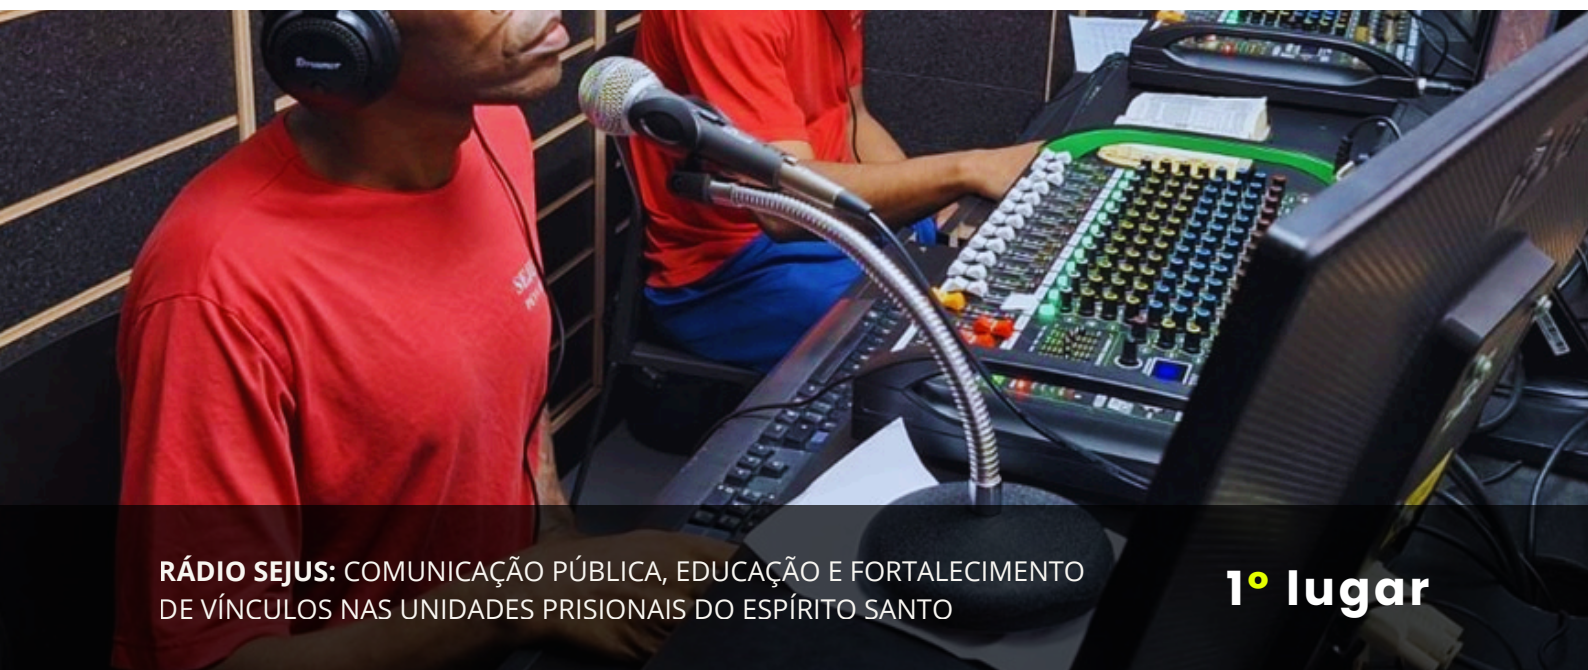 RÁDIO SEJUS: COMUNICAÇÃO PÚBLICA, EDUCAÇÃO E FORTALECIMENTO
DE VÍNCULOS NAS UNIDADES PRISIONAIS DO ESPÍRITO SANTO
1º lugar